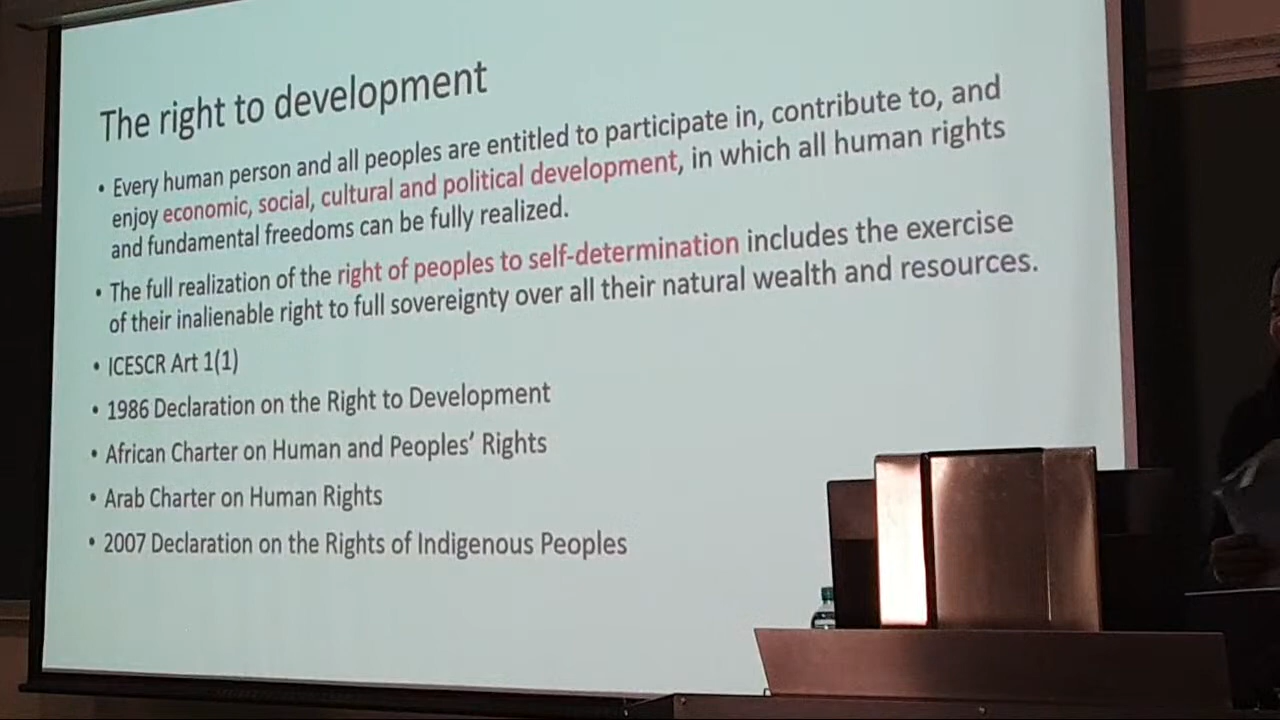 The right to development
• Every human person and all peoples are entitled to participate in, contribute to, and
enjoy economic, social, cultural and political development, in which all human rights
and fundamental freedoms can be fully realized.
• The full realization of the right of peoples to self-determination includes the exercise
of their inalienable right to full sovereignty over all their natural wealth and resources.
• ICESCR Art 1(1)
• 1986 Declaration on the Right to Development
• African Charter on Human and Peoples’ Rights
• Arab Charter on Human Rights
• 2007 Declaration on the Rights of Indigenous Peoples